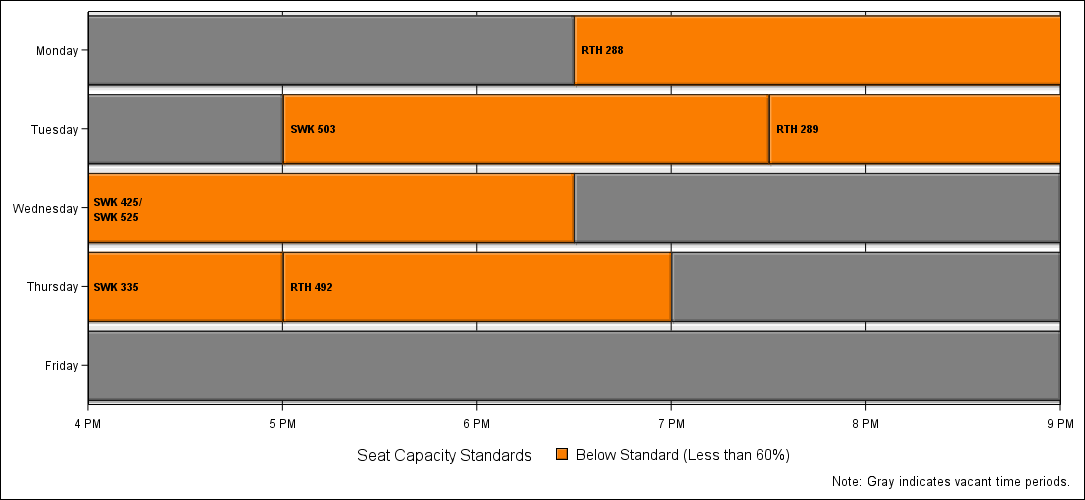 Monday
RTH 288
Tuesday
SWK 503
RTH 289
Wednesday
SWK 425/
SWK 525
Thursday
SWK 335
RTH 492
Friday
4 PM
5 PM
6 PM
7 PM
8 PM
9 PM
Seat Capacity Standards
Below Standard (Less than 60%)
Note: Gray indicates vacant time periods.